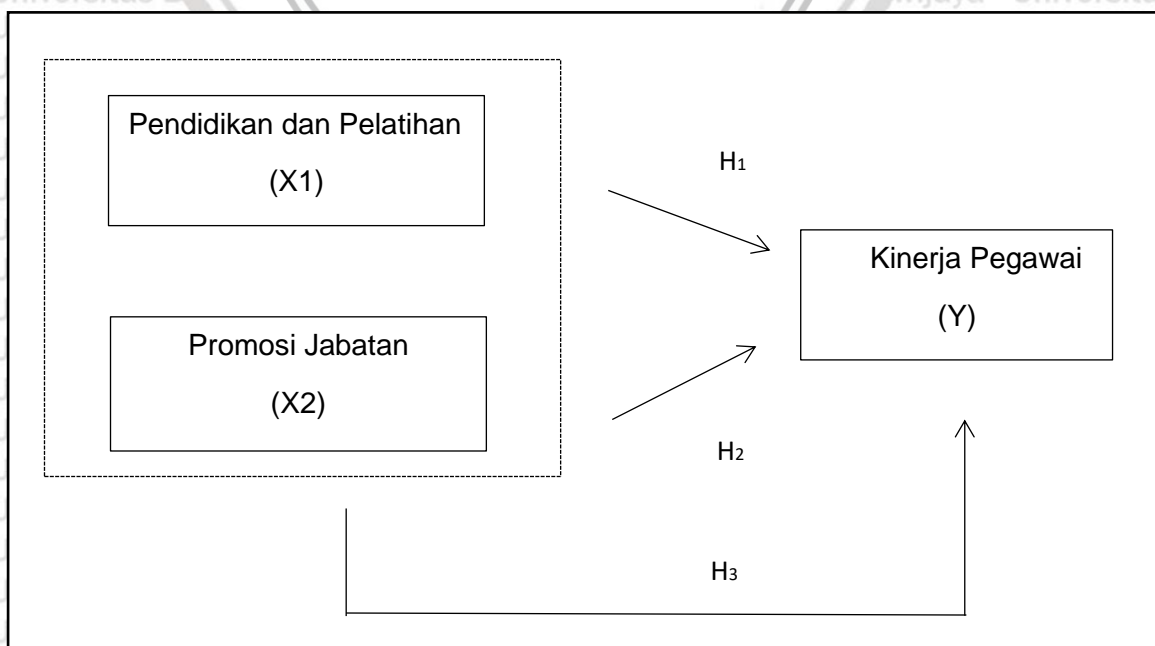 Pendidikan dan Pelatihan
(X1)
H1
Kinerja Pegawai
(Y)
Promosi Jabatan
(X2)
H2
H3